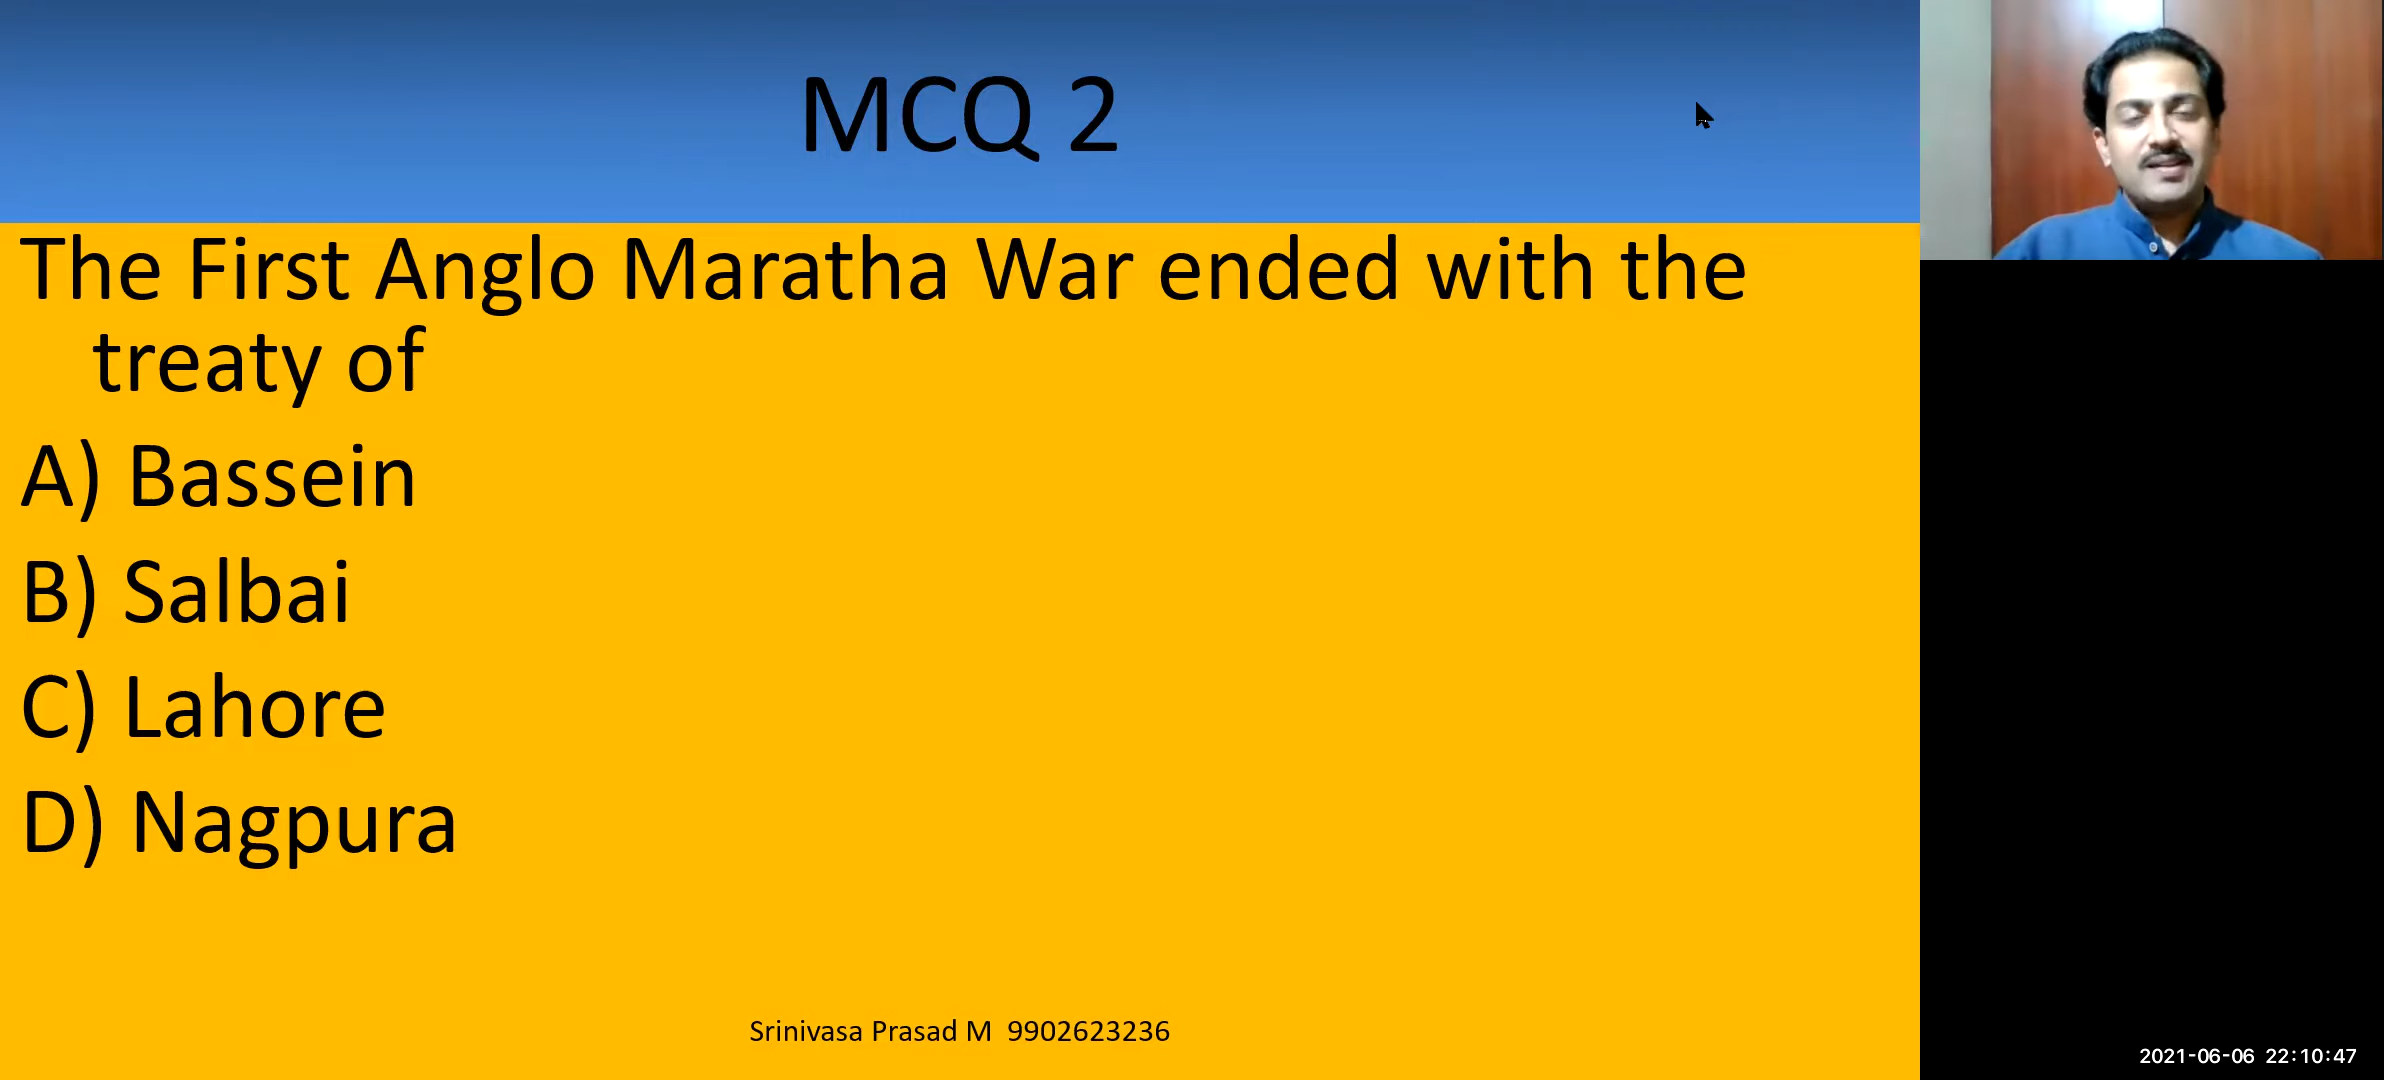 MCQ 2
The First Anglo Maratha War ended with the
treaty of
A) Bassein
B) Salbai
C) Lahore
D) Nagpura
Srinivasa Prasad M 9902623236
2021-06-06 22:10:47